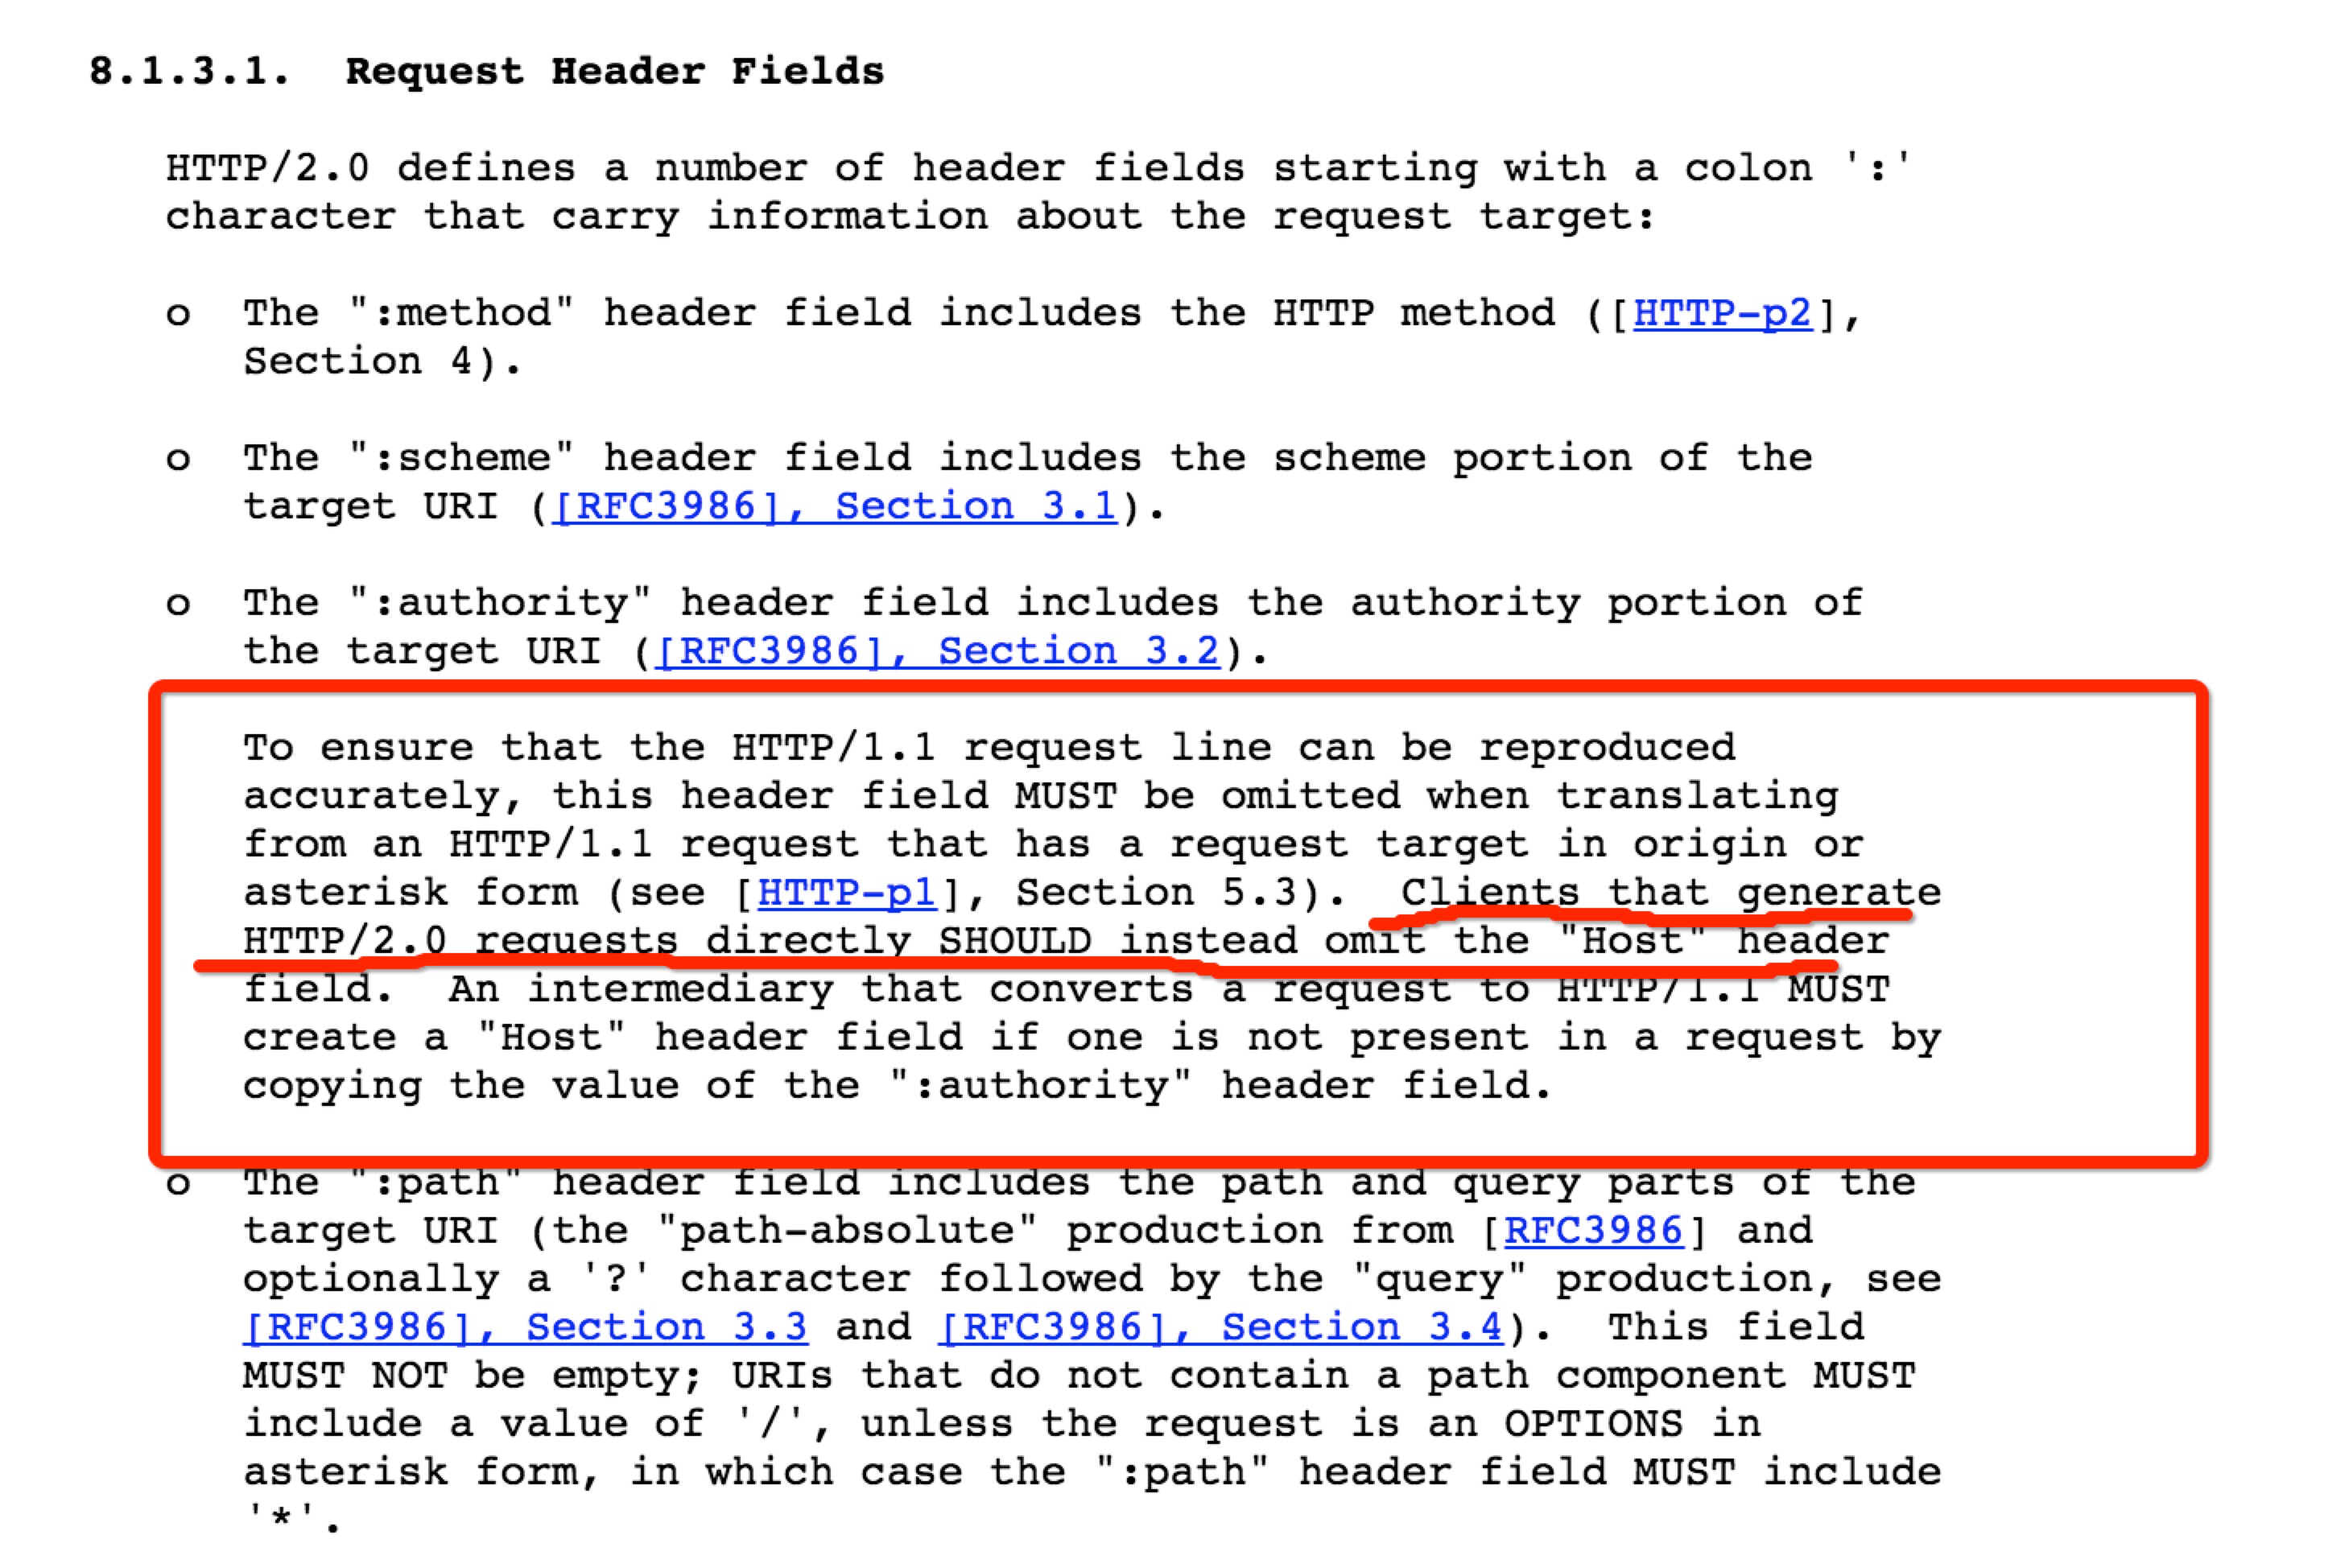 8.1.3.1.  Request Header Fields
HTTP/2.0 defines a number of header fields starting with a colon ':'
character that carry information about the request target:
o  The ":method" header field includes the HTTP method ([HTTP-p2],
Section 4).
o  The ":scheme" header field includes the scheme portion of the
target URI ([RFC3986], Section 3.1).
o  The ":authority" header field includes the authority portion of
the target URI ([RFC3986], Section 3.2).
To ensure that the HTTP/1.1 request line can be reproduced
accurately, this header field MUST be omitted when translating
from an HTTP/1.1 request that has a request target in origin or
asterisk form (see [HTTP-p1], Section 5.3).  Clients that generate
HTTP/2.0 requests directly SHOULD instead omit the "Host" header
field.  An intermediary that converts a request to HTTP/1.1 MUST
create a "Host" header field if one is not present in a request by
copying the value of the ":authority" header field.
o  The ":path" header field includes the path and query parts of the
target URI (the "path-absolute" production from [RFC3986] and
optionally a '?' character followed by the "query" production, see
[RFC3986], Section 3.3 and [RFC3986], Section 3.4).  This field
MUST NOT be empty; URIs that do not contain a path component MUST
include a value of '/', unless the request is an OPTIONS in
asterisk form, in which case the ":path" header field MUST include
'*'.